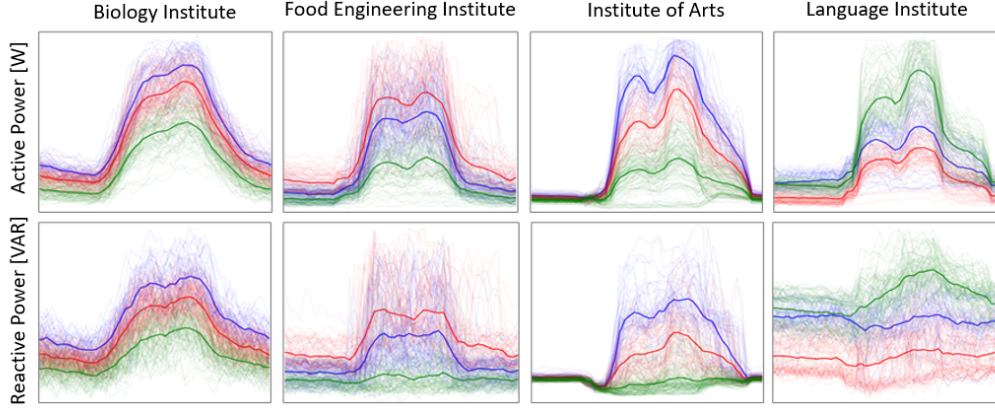 Biology Institute
Food Engineering Institute
Institute of Arts
Language Institute
Active Power [W]
Reactive Power [VAR]